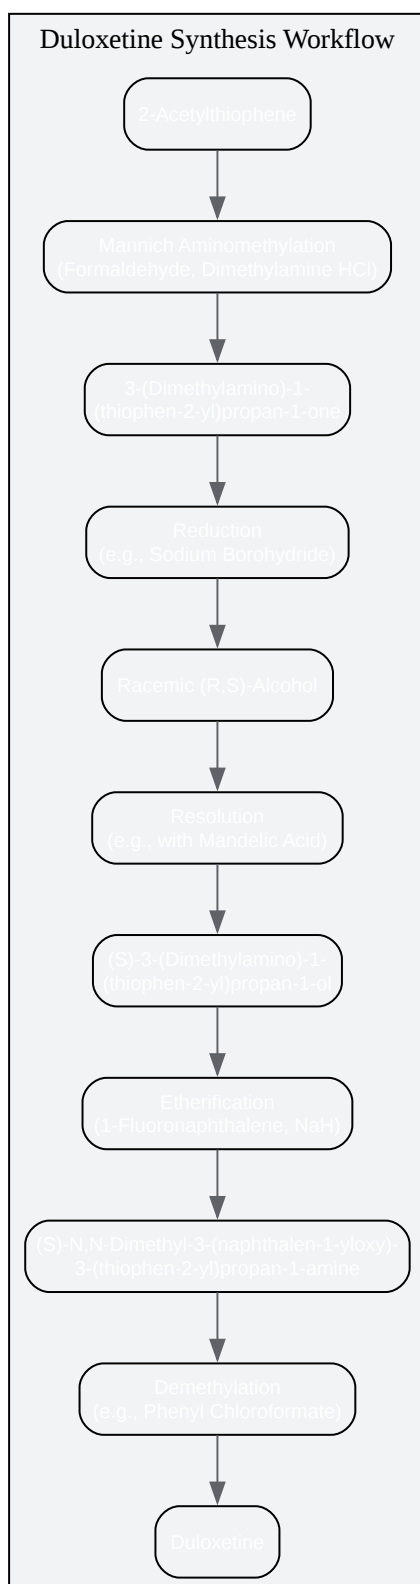 Duloxetine Synthesis Workflow
2-Acetylthiophene
Mannich Aminomethylation
(Formaldehyde, Dimethylamine HCl)
3-(Dimethylamino)-1-
(thiophen-2-yl)propan-1-one
Reduction
(e.g., Sodium Borohydride)
Racemic (R,S)-Alcohol
Resolution
(e.g., with Mandelic Acid)
(S)-3-(Dimethylamino)-1-
(thiophen-2-yl)propan-1-ol
Etherification
(1-Fluoronaphthalene, NaH)
(S)-N,N-Dimethyl-3-(naphthalen-1-yloxy)-
3-(thiophen-2-yl)propan-1-amine
Demethylation
(e.g., Phenyl Chloroformate)
Duloxetine